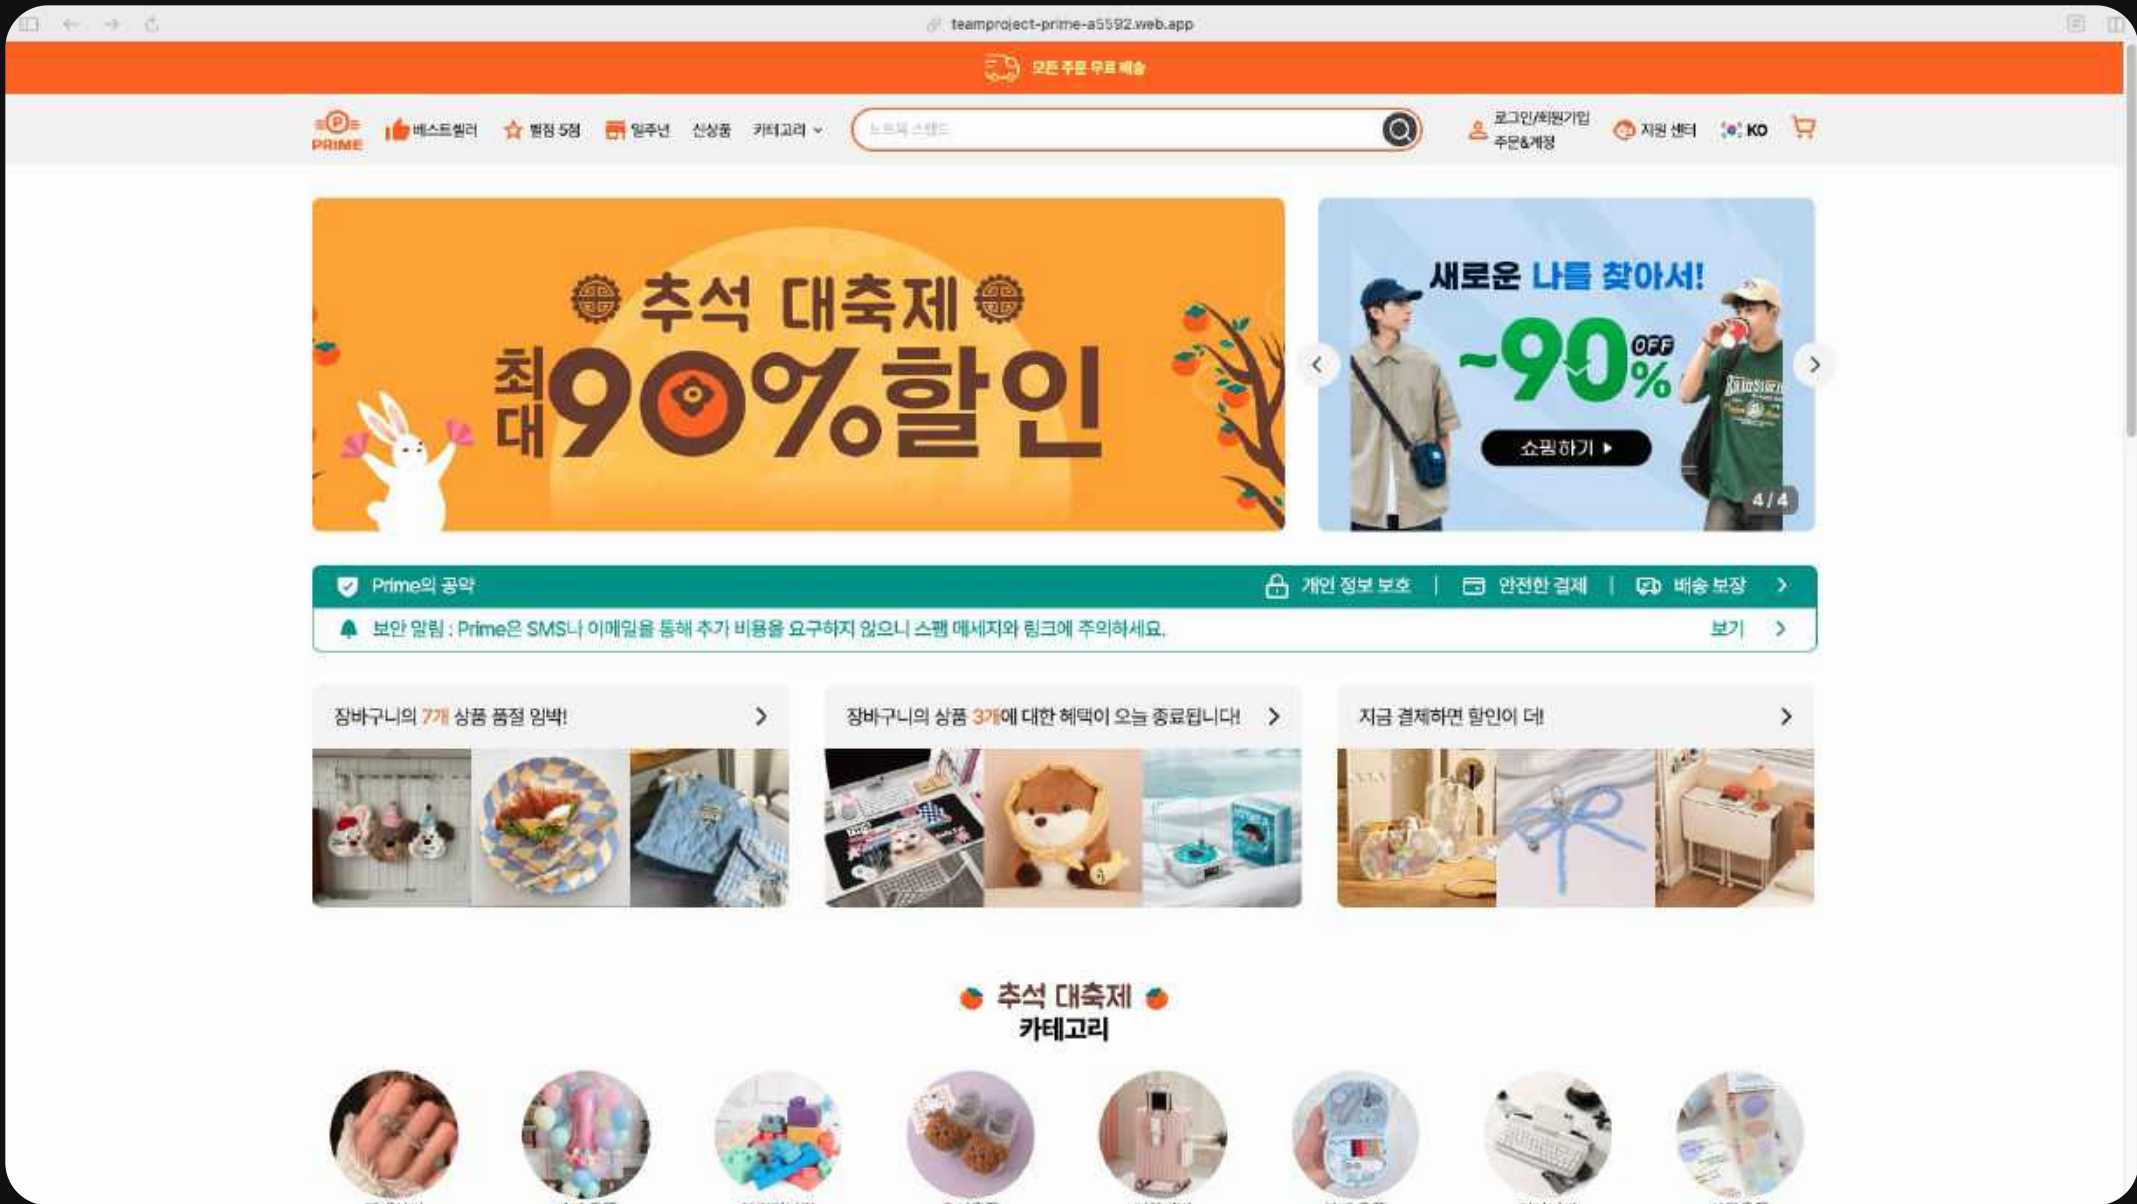 teamproject-prime-a5592.web.app
모든 주문 무료 배송
PRIME
베스트셀러
별점 5점
일주년
신상품
카테고리
노트북 스탠드
로그인/회원가입
주문&계정
지원 센터
KO
추석 대축제
최대 90% 할인
새로운 나를 찾아서!
~90% OFF
쇼핑하기
4 / 4
Prime의 공약
개인 정보 보호 | 안전한 결제 | 배송 보장
보안 알림 : Prime은 SMS나 이메일을 통해 추가 비용을 요구하지 않으니 스팸 메세지와 링크에 주의하세요.
보기
장바구니의 7개 상품 품절 임박!
장바구니의 상품 3개에 대한 혜택이 오늘 종료됩니다!
지금 결제하면 할인이 더!
추석 대축제
카테고리